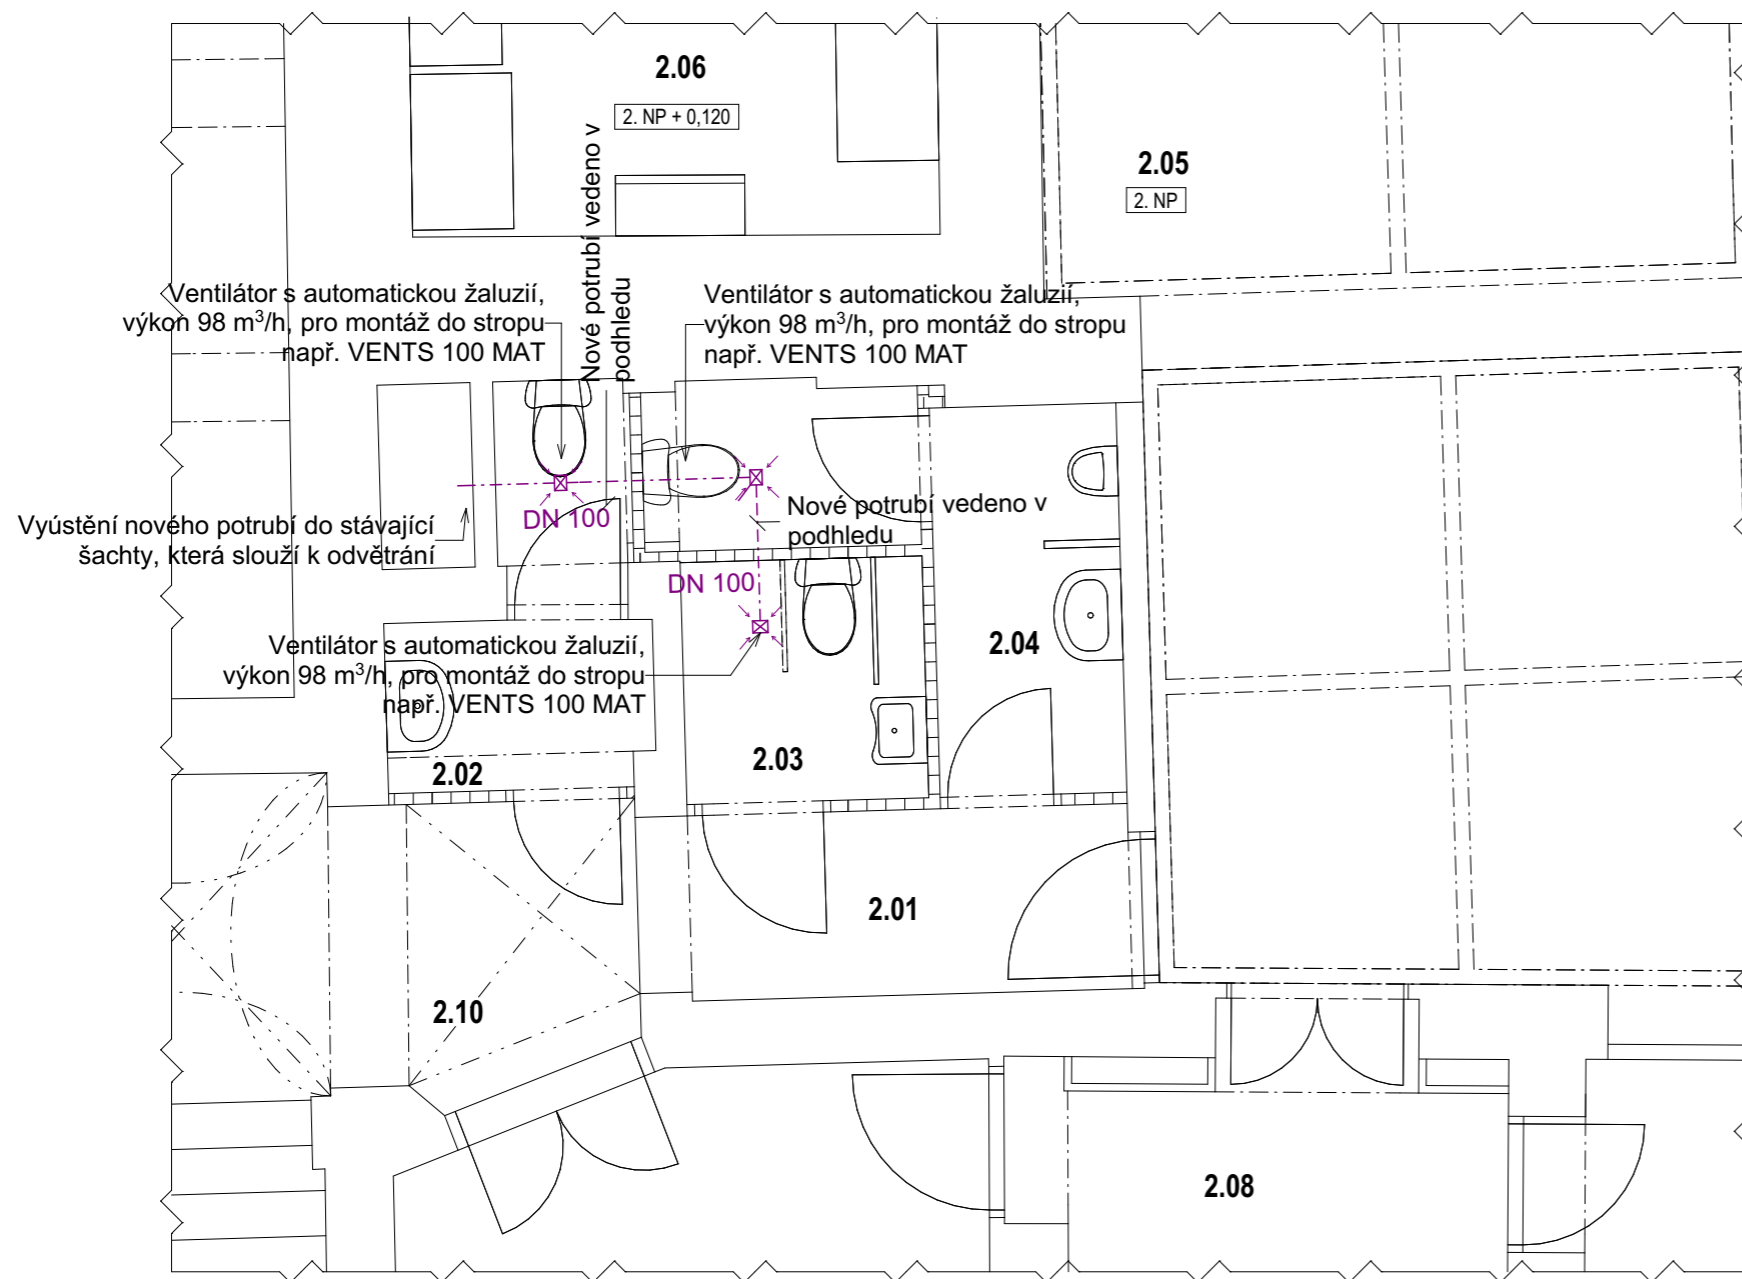 2.06
2. NP + 0,120
Nové potrubí vedeno v
podhledu
2.05
2. NP
Ventilátor s automatickou žaluzií,
výkon 98 m³/h, pro montáž do stropu
např. VENTS 100 MAT
Ventilátor s automatickou žaluzií,
výkon 98 m³/h, pro montáž do stropu
např. VENTS 100 MAT
Vyústění nového potrubí do stávající
šachty, která slouží k odvětrání
DN 100
Nové potrubí vedeno v
podhledu
DN 100
Ventilátor s automatickou žaluzií,
výkon 98 m³/h, pro montáž do stropu
např. VENTS 100 MAT
2.04
2.03
2.02
2.01
2.10
2.08